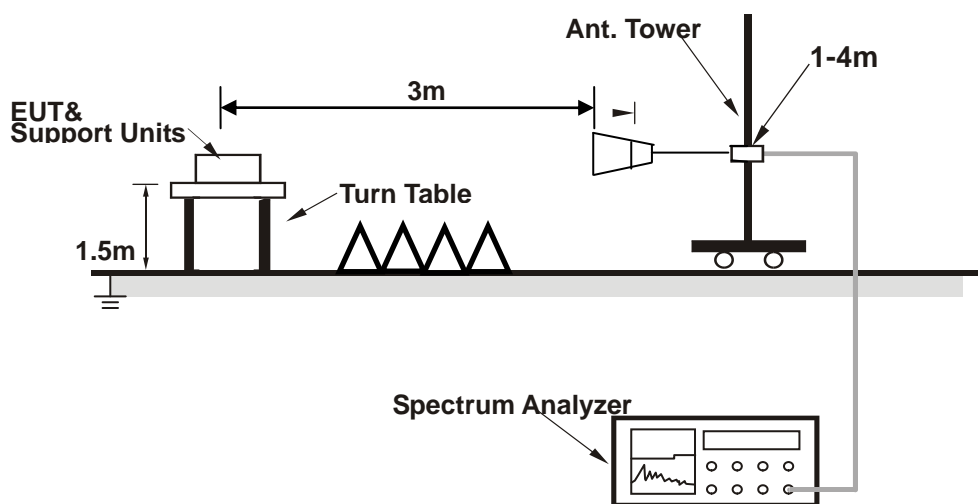 Ant. Tower
1-4m
3m
EUT&
Support Units
Turn Table
1.5m
Spectrum Analyzer